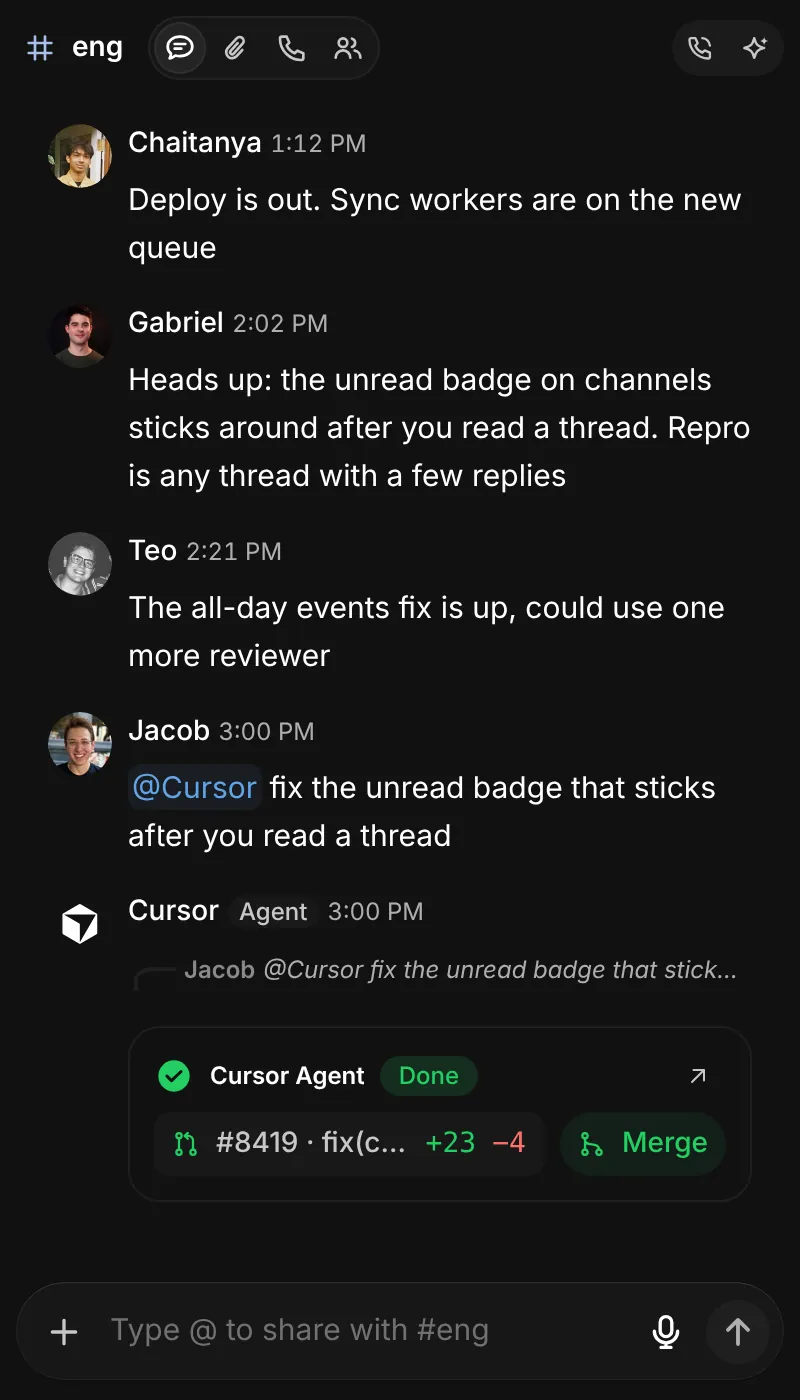 # eng
Chaitanya 1:12 PM
Deploy is out. Sync workers are on the new
queue
Gabriel 2:02 PM
Heads up: the unread badge on channels
sticks around after you read a thread. Repro
is any thread with a few replies
Teo 2:21 PM
The all-day events fix is up, could use one
more reviewer
Jacob 3:00 PM
@Cursor fix the unread badge that sticks
after you read a thread
Cursor Agent 3:00 PM
Jacob @Cursor fix the unread badge that stick...
Cursor Agent Done
#8419 · fix(c... +23 −4 Merge
Type @ to share with #eng